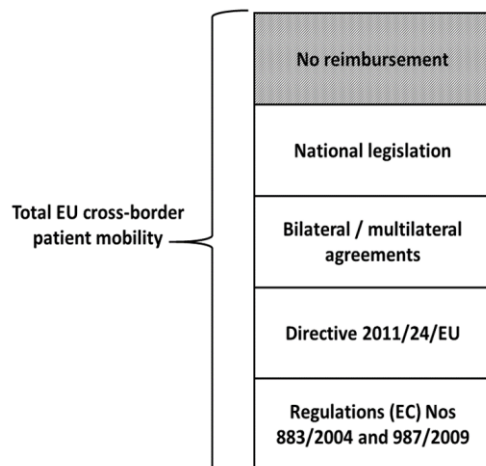 No reimbursement
National legislation
Total EU cross-border
patient mobility
Bilateral / multilateral
agreements
Directive 2011/24/EU
Regulations (EC) Nos
883/2004 and 987/2009